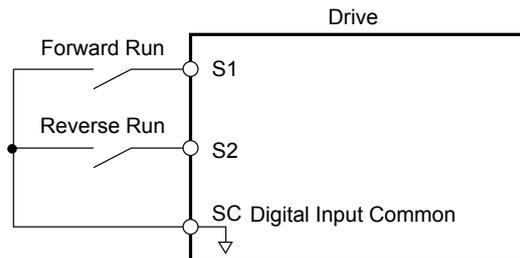 Drive
Forward Run
S1
Reverse Run
S2
SC Digital Input Common